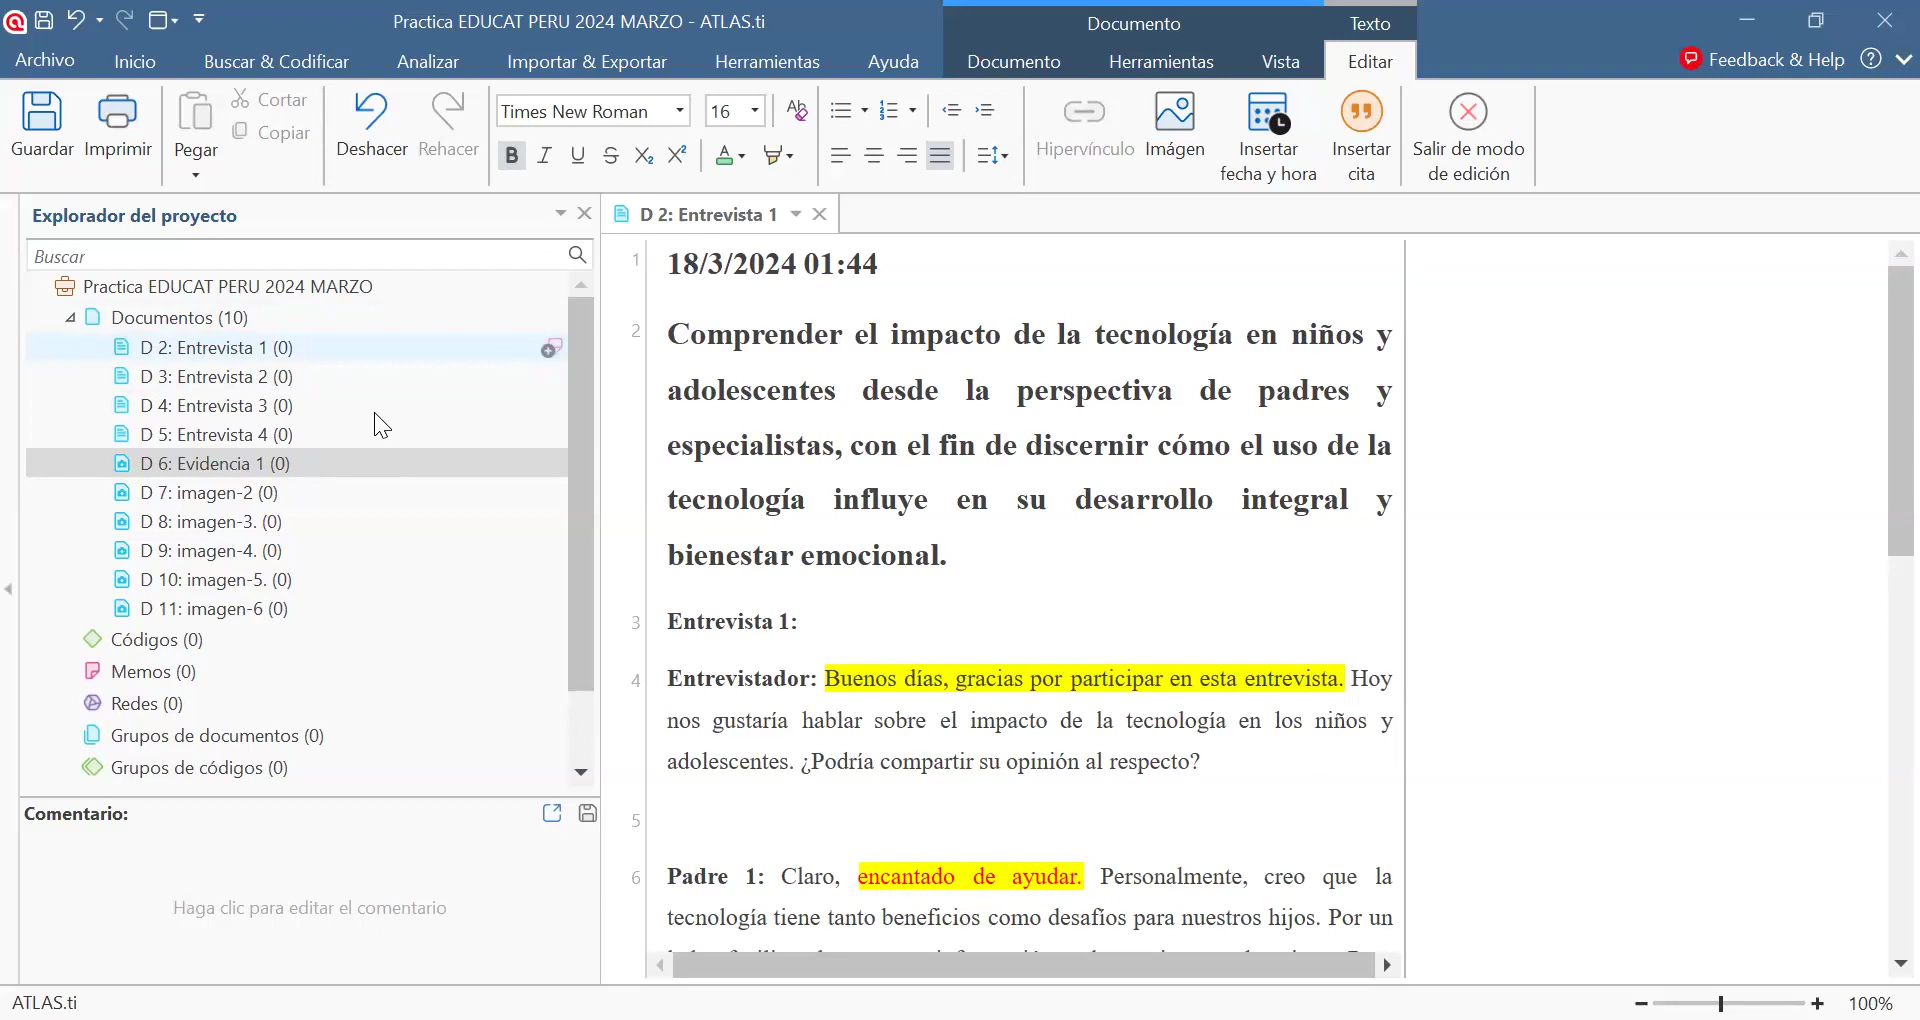 Practica EDUCAT PERU 2024 MARZO - ATLAS.ti
Documento
Texto
Archivo
Inicio
Buscar & Codificar
Analizar
Importar & Exportar
Herramientas
Ayuda
Documento
Herramientas
Vista
Editar
Feedback & Help
Guardar
Imprimir
Pegar
Cortar
Copiar
Deshacer
Rehacer
Times New Roman
16
Hipervínculo
Imágen
Insertar
fecha y hora
Insertar
cita
Salir de modo
de edición
Explorador del proyecto
Buscar
Practica EDUCAT PERU 2024 MARZO
Documentos (10)
D 2: Entrevista 1 (0)
D 3: Entrevista 2 (0)
D 4: Entrevista 3 (0)
D 5: Entrevista 4 (0)
D 6: Evidencia 1 (0)
D 7: imagen-2 (0)
D 8: imagen-3. (0)
D 9: imagen-4. (0)
D 10: imagen-5. (0)
D 11: imagen-6 (0)
Códigos (0)
Memos (0)
Redes (0)
Grupos de documentos (0)
Grupos de códigos (0)
Comentario:
Haga clic para editar el comentario
D 2: Entrevista 1
1 18/3/2024 01:44
2 Comprender el impacto de la tecnología en niños y
adolescentes desde la perspectiva de padres y
especialistas, con el fin de discernir cómo el uso de la
tecnología influye en su desarrollo integral y
bienestar emocional.
3 Entrevista 1:
4 Entrevistador: Buenos días, gracias por participar en esta entrevista. Hoy
nos gustaría hablar sobre el impacto de la tecnología en los niños y
adolescentes. ¿Podría compartir su opinión al respecto?
5
6 Padre 1: Claro, encantado de ayudar. Personalmente, creo que la
tecnología tiene tanto beneficios como desafíos para nuestros hijos. Por un
ATLAS.ti
100%